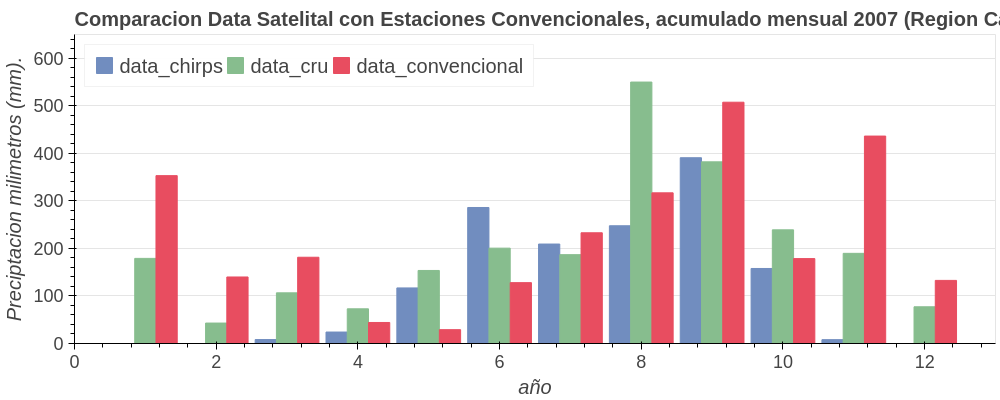 Comparacion Data Satelital con Estaciones Convencionales, acumulado mensual 2007 (Region Ca
data_chirps data_cru data_convencional
Preciptacion milimetros (mm).
600
500
400
300
200
100
0
0 2 4 6 8 10 12
año